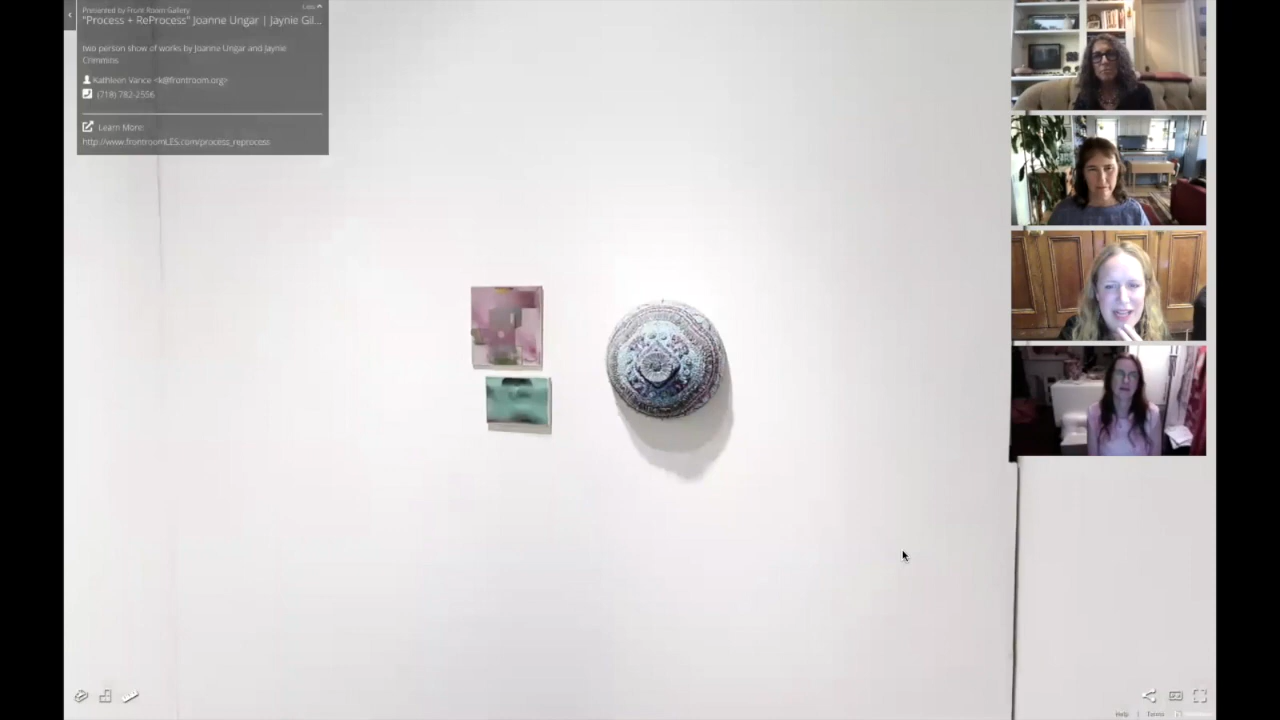 Presented by Front Room Gallery
"Process + ReProcess" Joanne Ungar | Jaynie Gil...
two person show of works by Joanne Ungar and Jaynie
Crimmins
Kathleen Vance <k@frontroom.org>
(718) 782-2556
Learn More:
http://www.frontroomLES.com/process_reprocess
Help | Terms